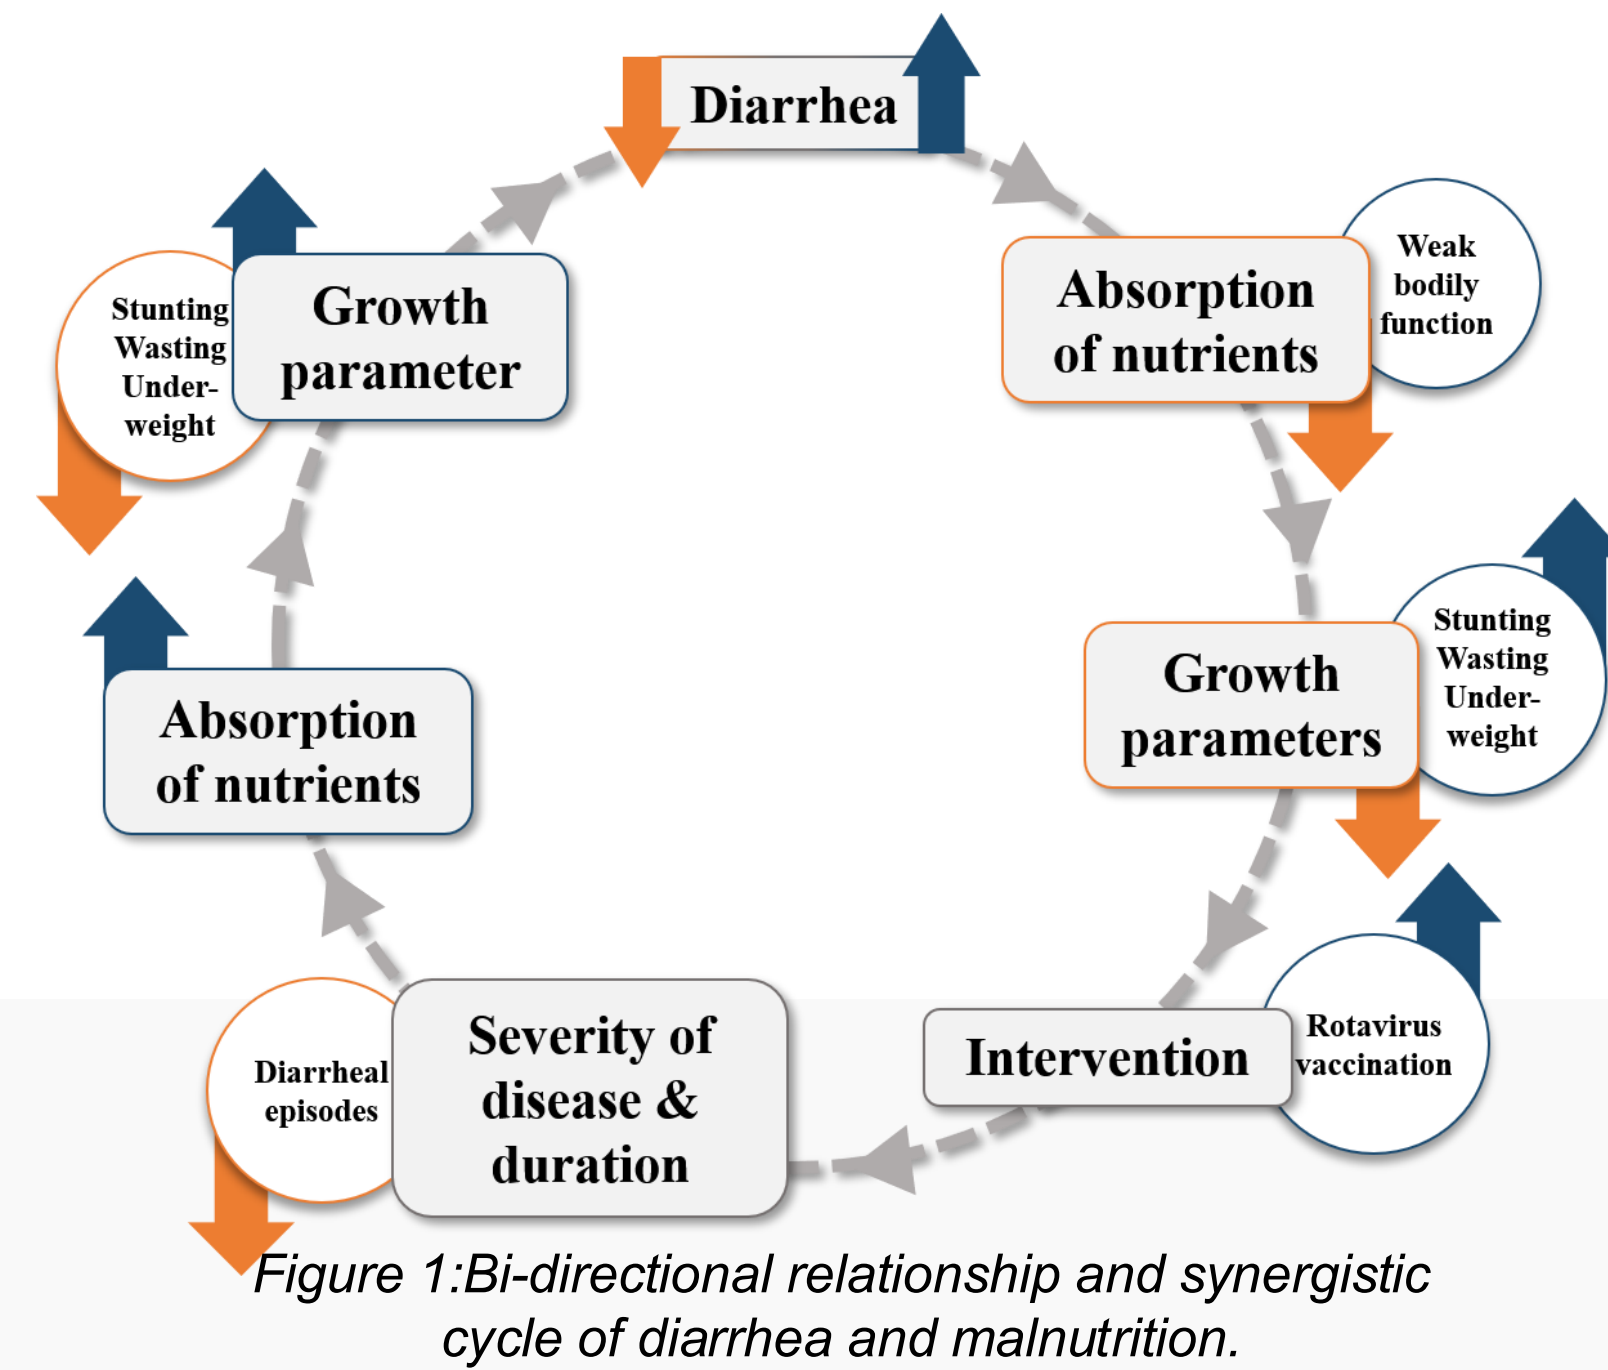 Diarrhea
Absorption
of nutrients
Weak
bodily
function
Growth
parameters
Stunting
Wasting
Under-
weight
Intervention
Rotavirus
vaccination
Severity of
disease &
duration
Diarrheal
episodes
Absorption
of nutrients
Growth
parameter
Stunting
Wasting
Under-
weight
Figure 1:Bi-directional relationship and synergistic
cycle of diarrhea and malnutrition.